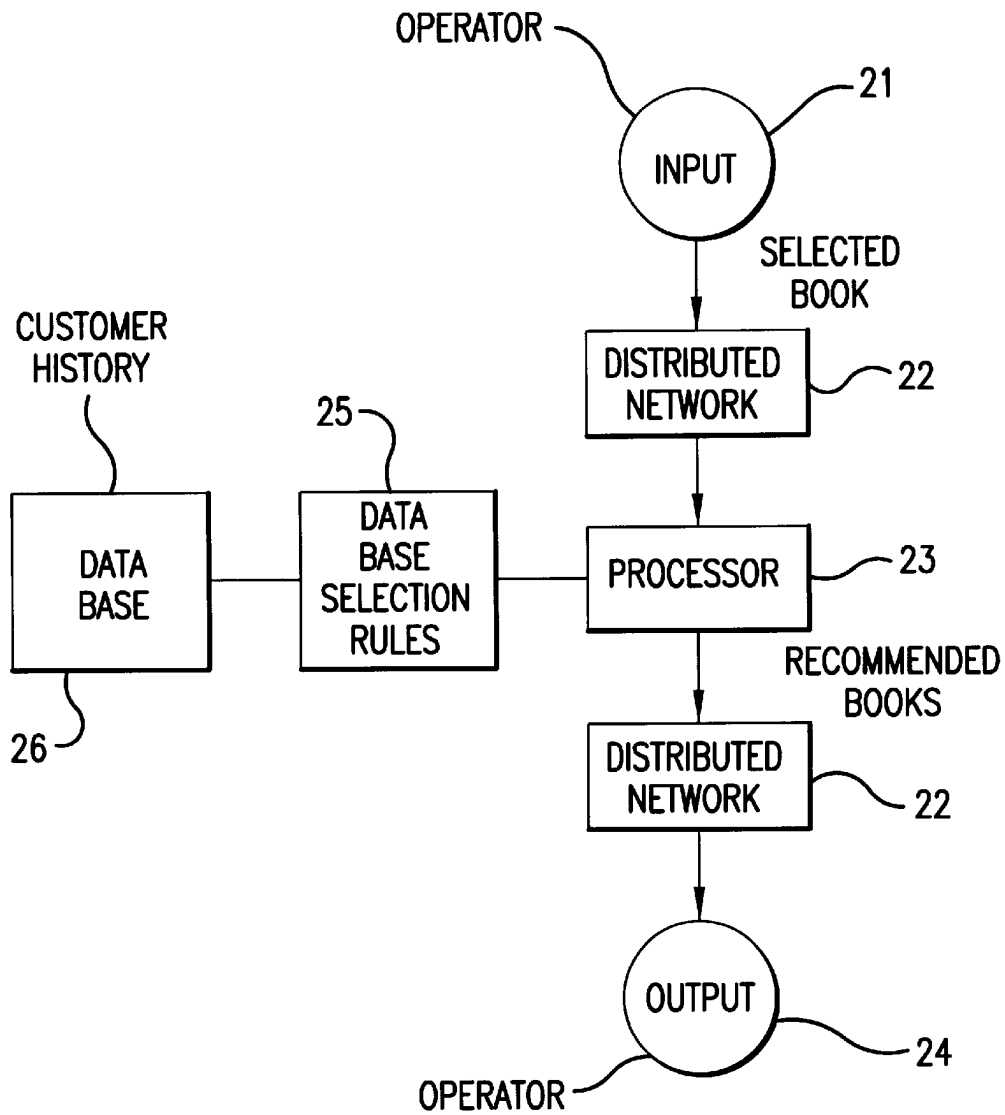 OPERATOR
21
INPUT
SELECTED
BOOK
CUSTOMER
HISTORY
DISTRIBUTED
NETWORK
22
25
DATA
BASE
DATA
BASE
SELECTION
RULES
PROCESSOR
23
26
RECOMMENDED
BOOKS
DISTRIBUTED
NETWORK
22
OUTPUT
24
OPERATOR